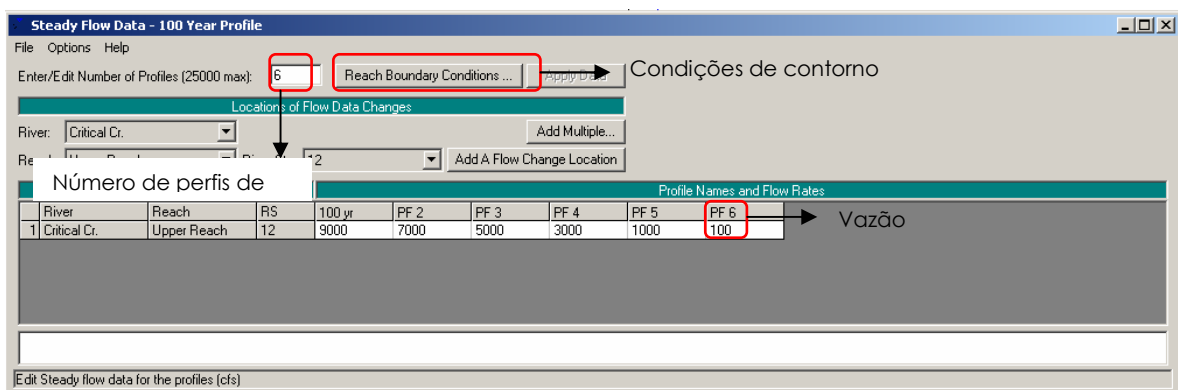 Steady Flow Data - 100 Year Profile
File Options Help
Enter/Edit Number of Profiles (25000 max): 6 Reach Boundary Conditions ... Apply Data Condições de contorno
Locations of Flow Data Changes
River: Critical Cr. Add Multiple...
12 Add A Flow Change Location
Número de perfis de
Profile Names and Flow Rates
River Reach RS 100 yr PF 2 PF 3 PF 4 PF 5 PF 6
1 Critical Cr. Upper Reach 12 9000 7000 5000 3000 1000 100
Vazão
Edit Steady flow data for the profiles (cfs)